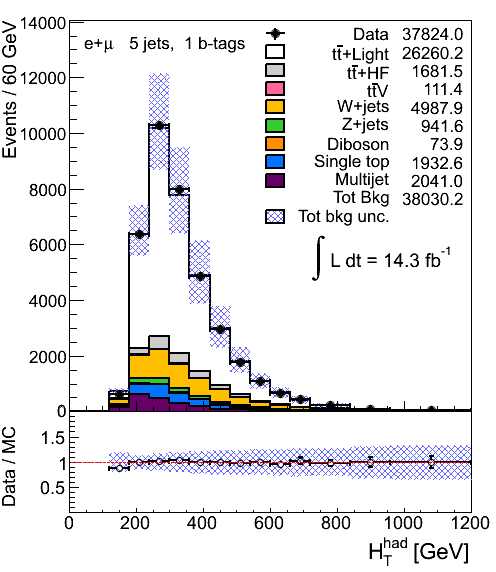 Events / 60 GeV
14000
12000
10000
8000
6000
4000
2000
0
e+μ 5 jets, 1 b-tags
Data 37824.0
tt̄+Light 26260.2
tt̄+HF 1681.5
tt̄V 111.4
W+jets 4987.9
Z+jets 941.6
Diboson 73.9
Single top 1932.6
Multijet 2041.0
Tot Bkg 38030.2
Tot bkg unc.
∫ L dt = 14.3 fb⁻¹
Data / MC
1.5
1
0.5
0 200 400 600 800 1000 1200
H_T^had [GeV]